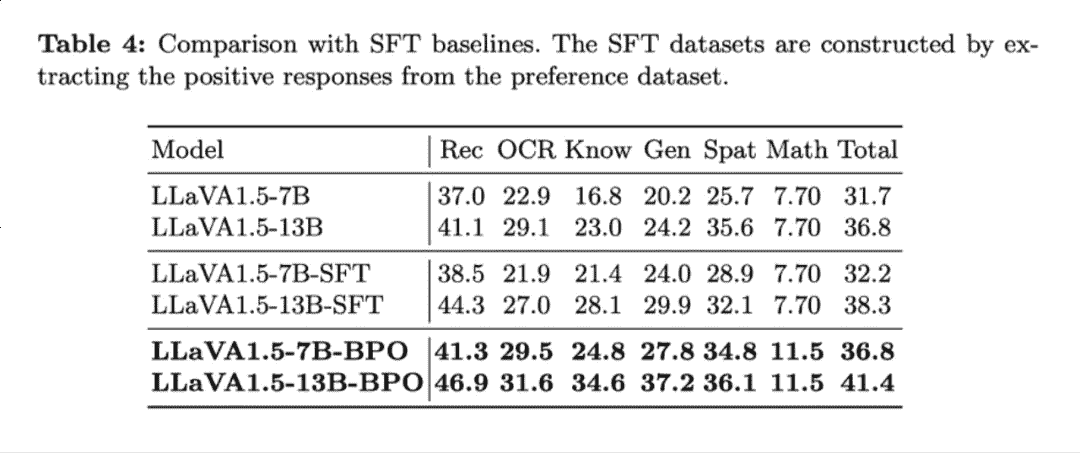 Table 4: Comparison with SFT baselines. The SFT datasets are constructed by ex-
tracting the positive responses from the preference dataset.
Model Rec OCR Know Gen Spat Math Total
LLaVA1.5-7B 37.0 22.9 16.8 20.2 25.7 7.70 31.7
LLaVA1.5-13B 41.1 29.1 23.0 24.2 35.6 7.70 36.8
LLaVA1.5-7B-SFT 38.5 21.9 21.4 24.0 28.9 7.70 32.2
LLaVA1.5-13B-SFT 44.3 27.0 28.1 29.9 32.1 7.70 38.3
LLaVA1.5-7B-BPO 41.3 29.5 24.8 27.8 34.8 11.5 36.8
LLaVA1.5-13B-BPO 46.9 31.6 34.6 37.2 36.1 11.5 41.4